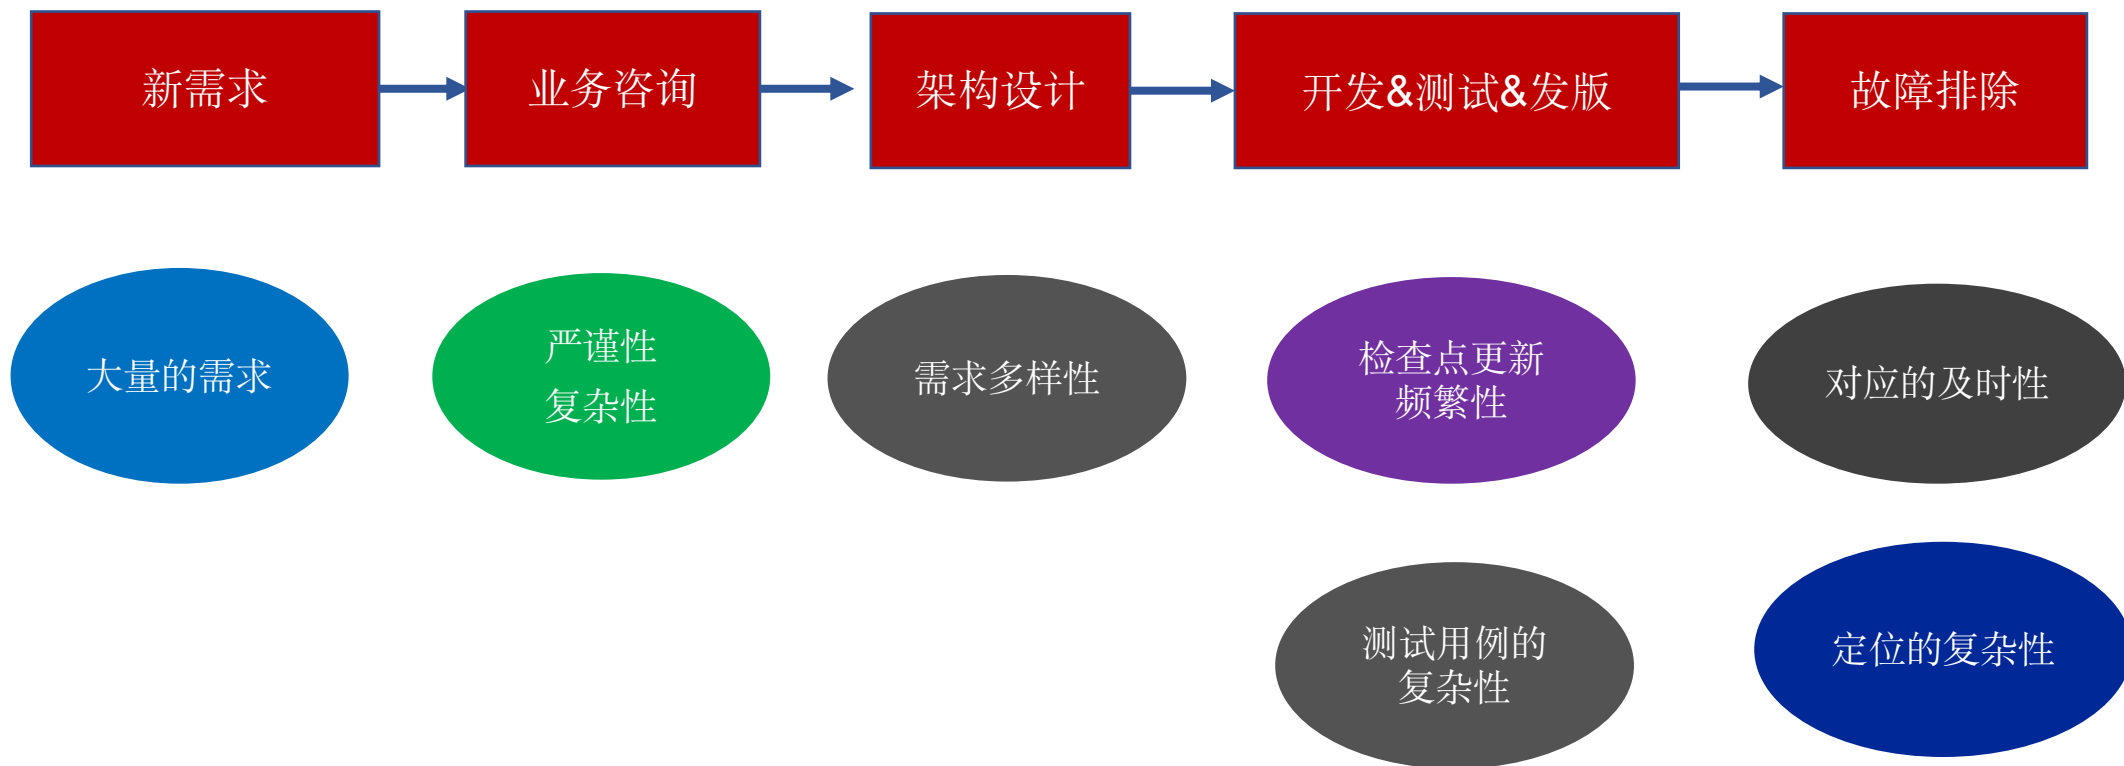 新需求
业务咨询
架构设计
开发&测试&发版
故障排除
大量的需求
严谨性
复杂性
需求多样性
检查点更新
频繁性
对应的及时性
测试用例的
复杂性
定位的复杂性